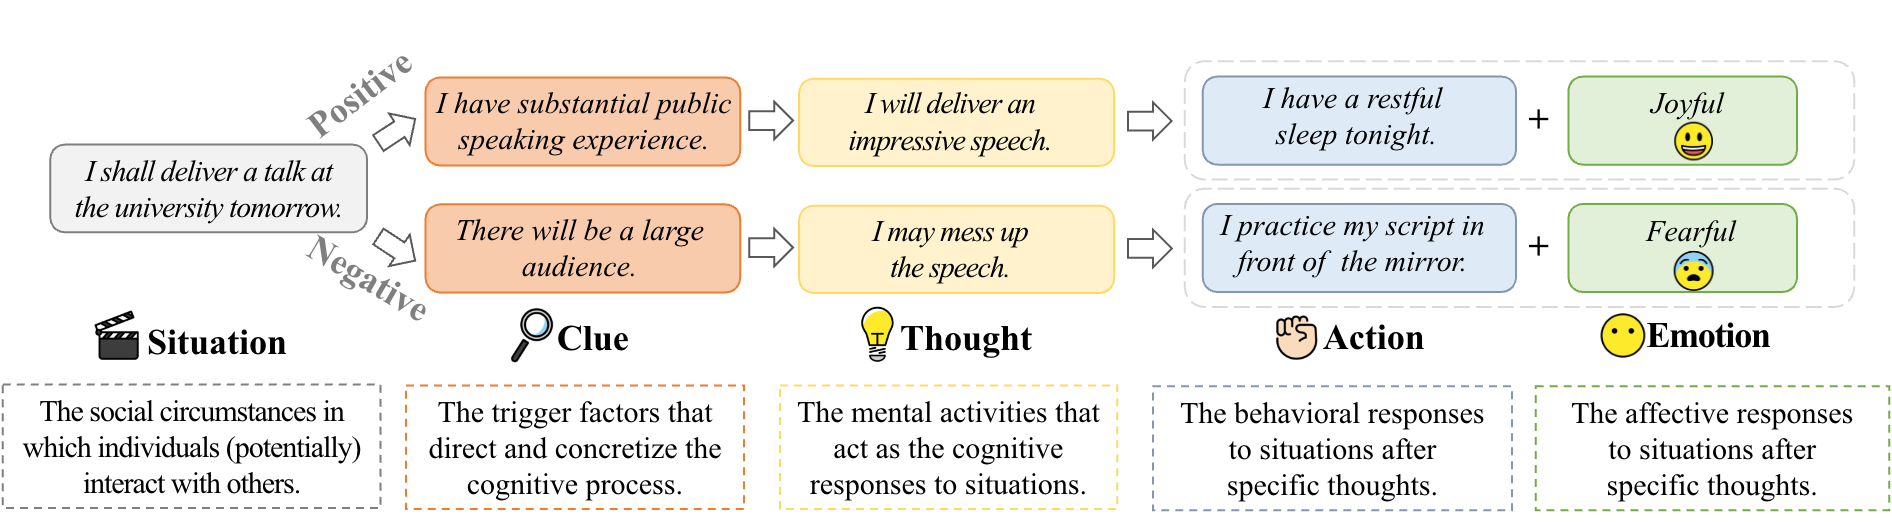 Positive
I have substantial public
speaking experience.
I will deliver an
impressive speech.
I have a restful
sleep tonight.
+
Joyful
I shall deliver a talk at
the university tomorrow.
Negative
There will be a large
audience.
I may mess up
the speech.
I practice my script in
front of the mirror.
+
Fearful
Situation
Clue
Thought
Action
Emotion
The social circumstances in
which individuals (potentially)
interact with others.
The trigger factors that
direct and concretize the
cognitive process.
The mental activities that
act as the cognitive
responses to situations.
The behavioral responses
to situations after
specific thoughts.
The affective responses
to situations after
specific thoughts.